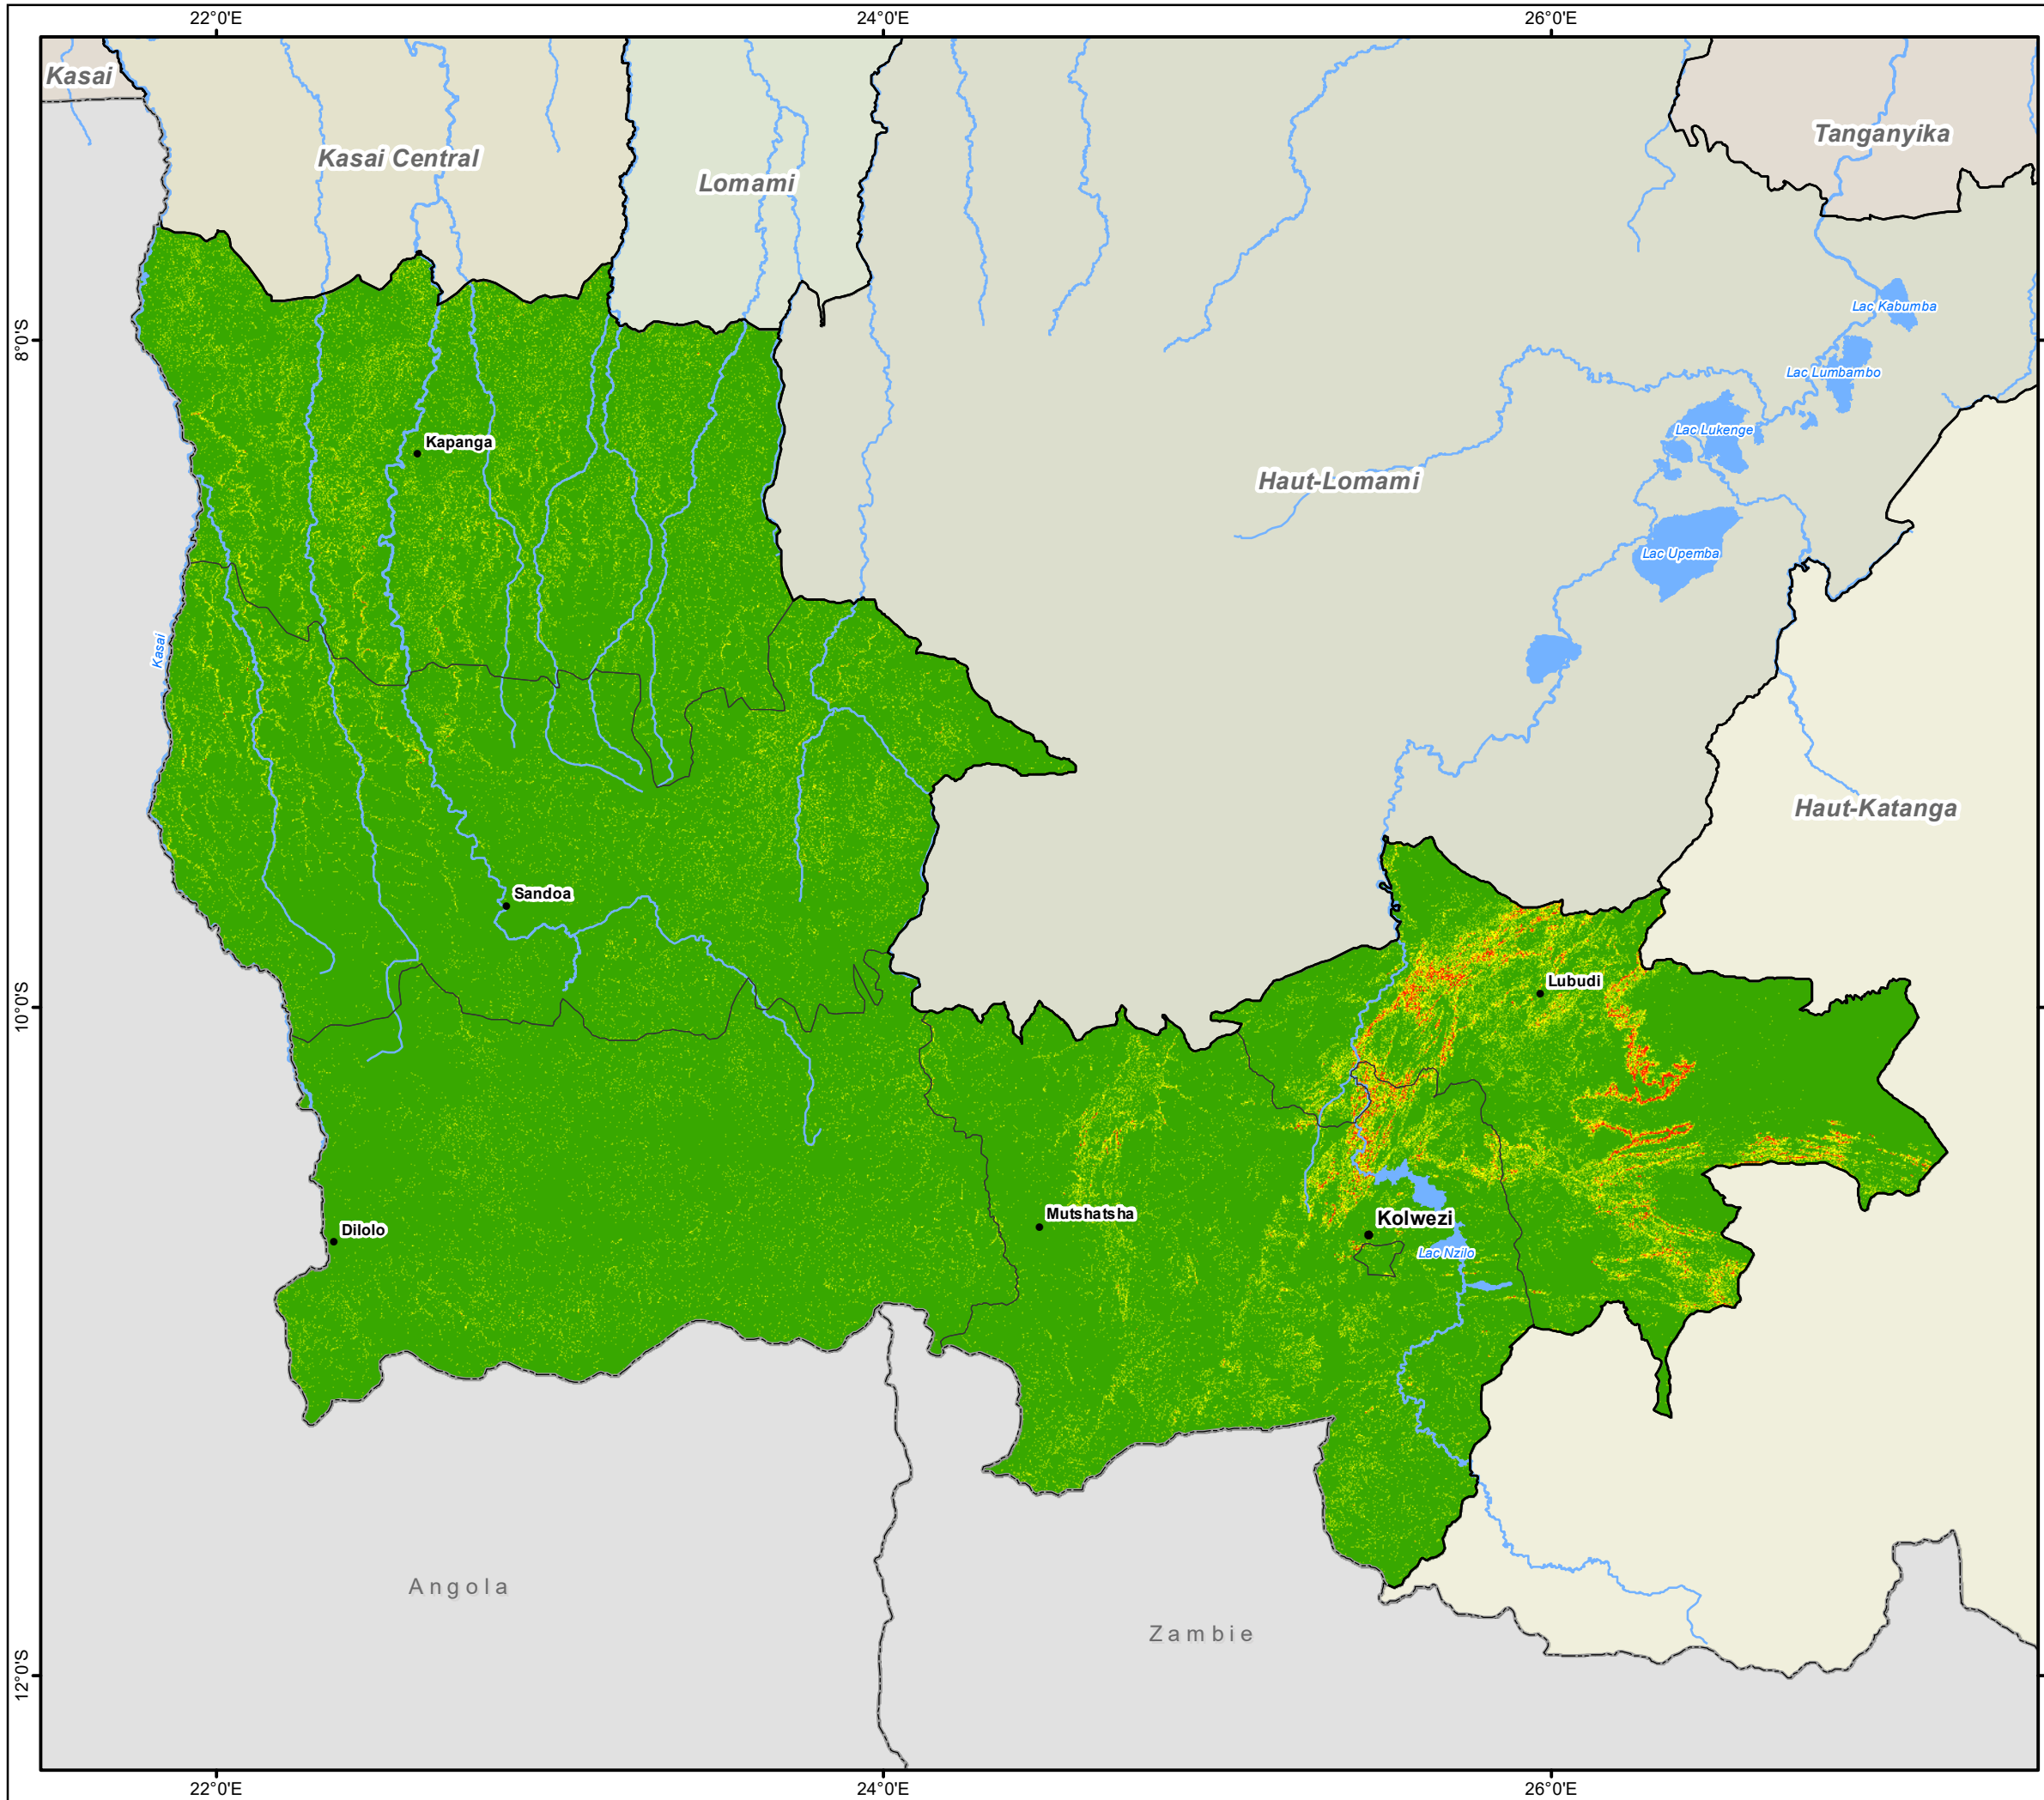 22°0'E
24°0'E
26°0'E
Kasai
Kasai Central
Lomami
Tanganyika
Lac Kabumba
8°0'S
Lac Lumbambo
Kapanga
Lac Lukenge
Haut-Lomami
Lac Upemba
Kasai
Haut-Katanga
Sandoa
Lubudi
10°0'S
Mutshatsha
Kolwezi
Dilolo
Lac Nzilo
Angola
Zambie
12°0'S
22°0'E
24°0'E
26°0'E